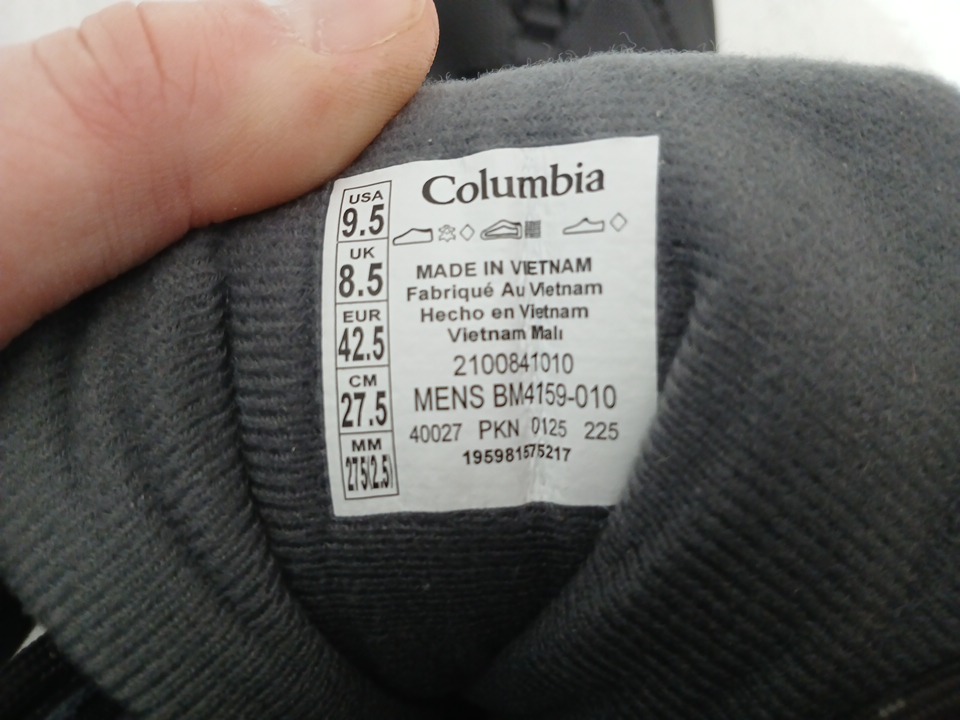 Columbia
USA
9.5
UK
8.5
EUR
42.5
CM
27.5
MM
275(2.5)
MADE IN VIETNAM
Fabriqué Au Vietnam
Hecho en Vietnam
Vietnam Malı
2100841010
MENS BM4159-010
40027 PKN 0125 225
195981575217